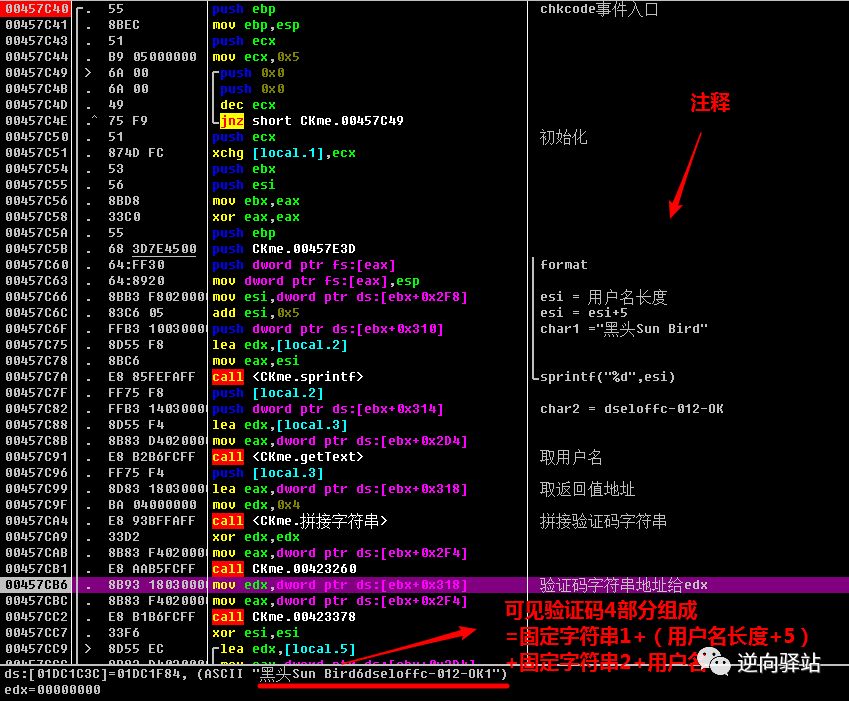 00457C40 . 55 push ebp chkcode事件入口
00457C41 . 8BEC mov ebp,esp
00457C43 . 51 push ecx
00457C44 . B9 05000000 mov ecx,0x5
00457C49 > 6A 00 push 0x0
00457C4B . 6A 00 push 0x0
00457C4D . 49 dec ecx
00457C4E .^ 75 F9 jnz short CKme.00457C49
注释
00457C50 . 51 push ecx 初始化
00457C51 . 874D FC xchg [local.1],ecx
00457C54 . 53 push ebx
00457C55 . 56 push esi
00457C56 . 8BD8 mov ebx,eax
00457C58 . 33C0 xor eax,eax
00457C5A . 55 push ebp
00457C5B . 68 3D7E4500 push CKme.00457E3D
00457C60 . 64:FF30 push dword ptr fs:[eax] format
00457C63 . 64:8920 mov dword ptr fs:[eax],esp
00457C66 . 8BB3 F8020000 mov esi,dword ptr ds:[ebx+0x2F8] esi = 用户名长度
00457C6C . 83C6 05 add esi,0x5 esi = esi+5
00457C6F . FFB3 10030000 push dword ptr ds:[ebx+0x310] char1 ="黑头Sun Bird"
00457C75 . 8D55 F8 lea edx,[local.2]
00457C78 . 8BC6 mov eax,esi
00457C7A . E8 85FEFAFF call <CKme.sprintf> sprintf("%d",esi)
00457C7F . FF75 F8 push [local.2]
00457C82 . FFB3 14030000 push dword ptr ds:[ebx+0x314] char2 = dseloffc-012-OK
00457C88 . 8D55 F4 lea edx,[local.3]
00457C8B . 8B83 D4020000 mov eax,dword ptr ds:[ebx+0x2D4]
00457C91 . E8 B2B6FCFF call <CKme.getText> 取用户名
00457C96 . FF75 F4 push [local.3]
00457C99 . 8D83 18030000 lea eax,dword ptr ds:[ebx+0x318] 取返回值地址
00457C9F . BA 04000000 mov edx,0x4
00457CA4 . E8 93BFFAFF call <CKme.拼接字符串> 拼接验证码字符串
00457CA9 . 33D2 xor edx,edx
00457CAB . 8B83 F4020000 mov eax,dword ptr ds:[ebx+0x2F4]
00457CB1 . E8 AAB5FCFF call CKme.00423260
00457CB6 . 8B93 18030000 mov edx,dword ptr ds:[ebx+0x318] 验证码字符串地址给edx
00457CBC . 8B83 F4020000 mov eax,dword ptr ds:[ebx+0x2F4]
00457CC2 . E8 B1B6FCFF call CKme.00423378
00457CC7 . 33F6 xor esi,esi
00457CC9 > 8D55 EC lea edx,[local.5]
可见验证码4部分组成
=固定字符串1+（用户名长度+5）
+固定字符串2+用户名
逆向驿站
ds:[01DC1C3C]=01DC1F84, (ASCII "黑头Sun Bird6dseloffc-012-OK1")
edx=00000000